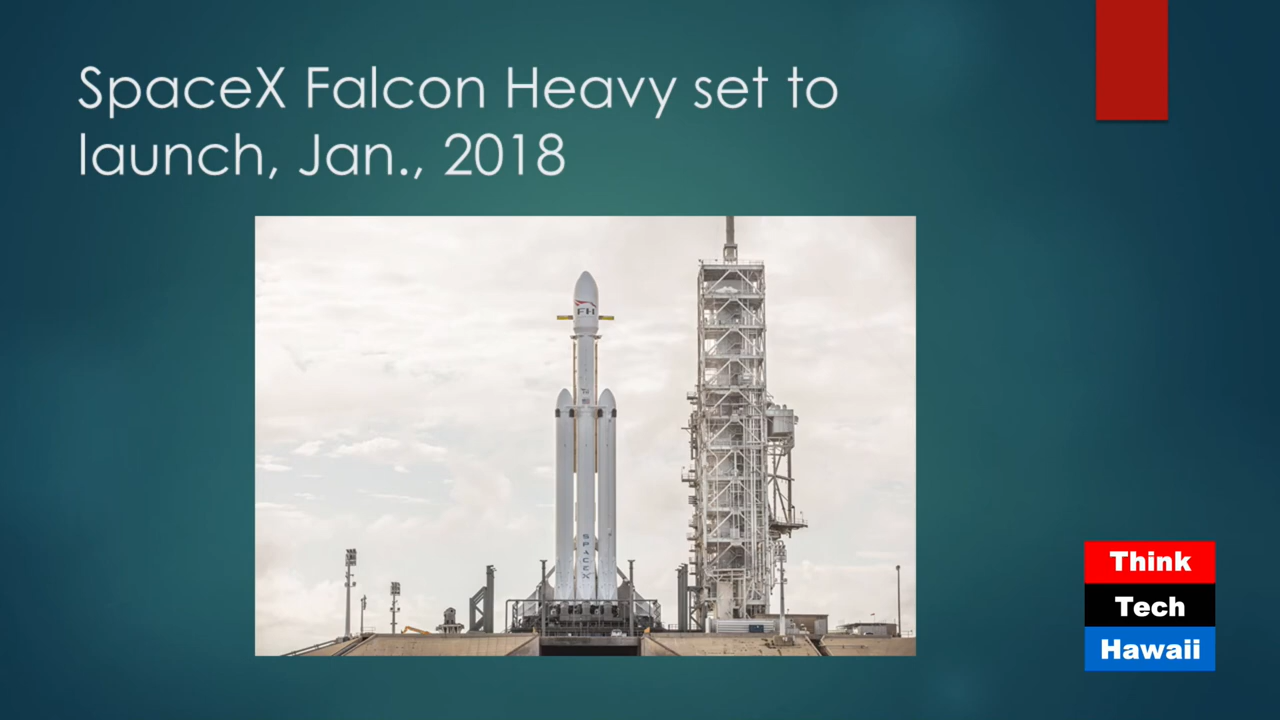 SpaceX Falcon Heavy set to
launch, Jan., 2018
FH
SPACEX
Think
Tech
Hawaii